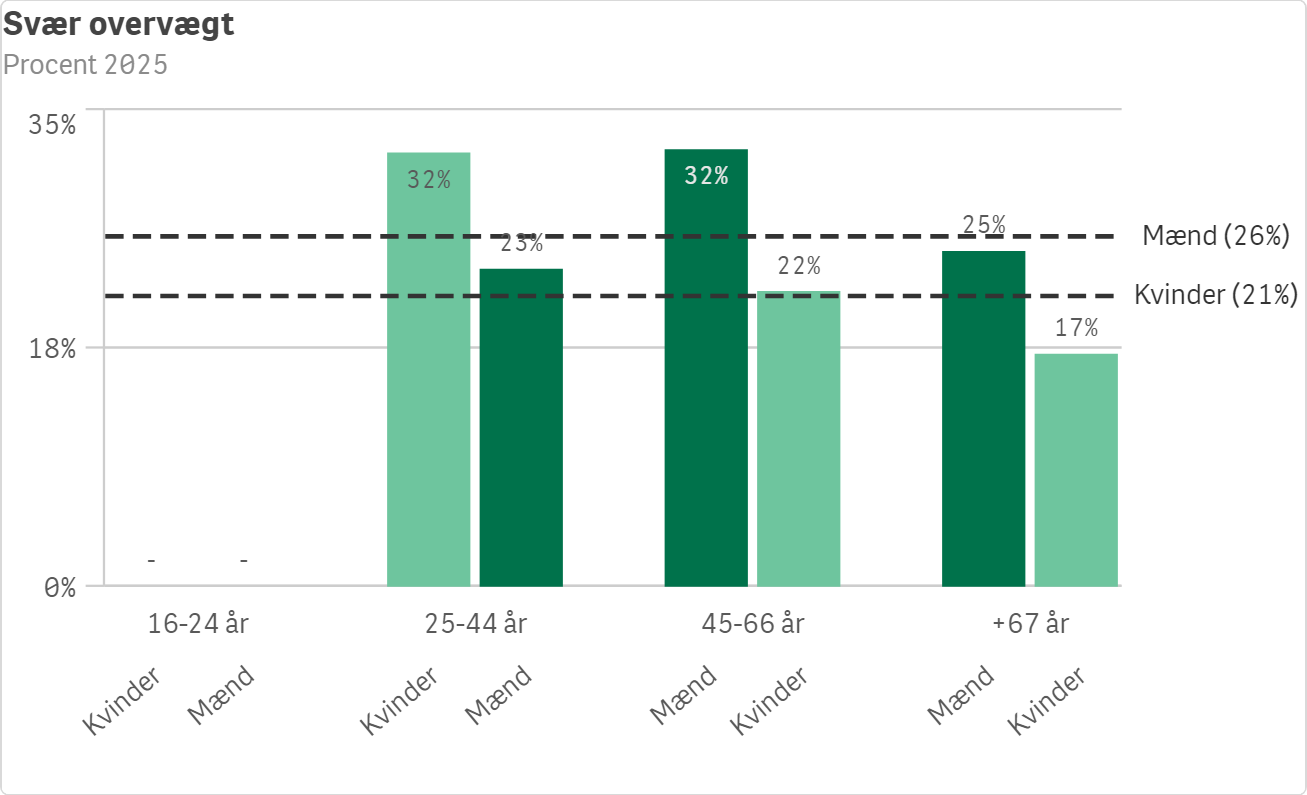 Svær overvægt
Procent 2025
35%
18%
0%
32%
23%
32%
22%
25%
17%
-
-
Mænd (26%)
Kvinder (21%)
16-24 år
25-44 år
45-66 år
+67 år
Kvinder
Mænd
Kvinder
Mænd
Mænd
Kvinder
Mænd
Kvinder